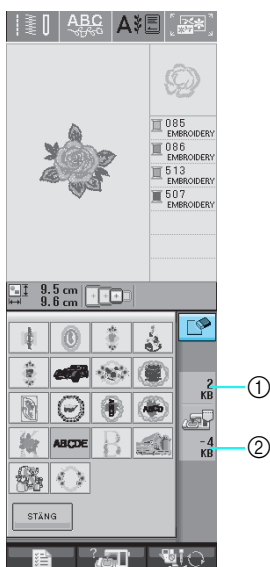 ABC
A
085
EMBROIDERY
086
EMBROIDERY
513
EMBROIDERY
507
EMBROIDERY
9.5 cm
9.6 cm
2
KB
①
ABCD
-4
KB
②
ABCDE
B
STÄNG
?